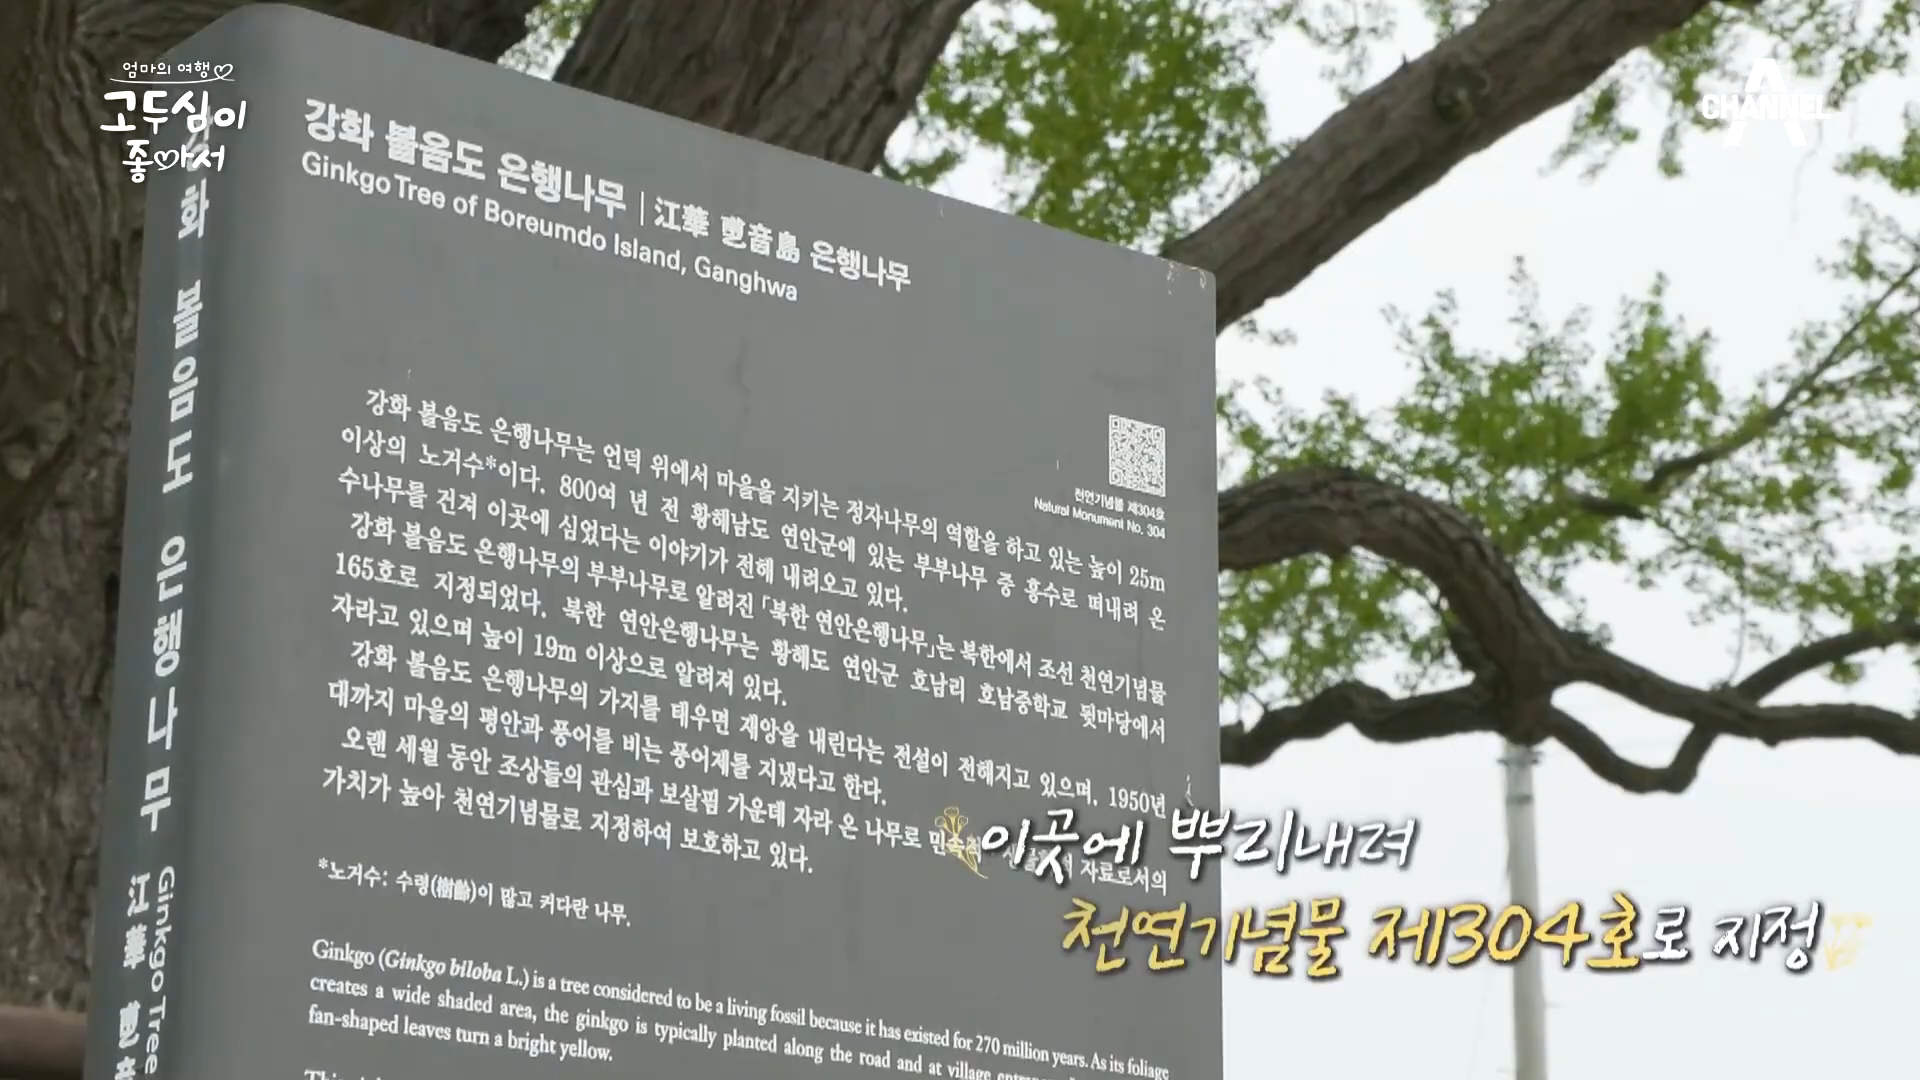 엄마의 여행
고두심이
좋아서
CHANNEL A
강화 볼음도 은행나무 | 江華 乶音島 은행나무
Ginkgo Tree of Boreumdo Island, Ganghwa
천연기념물 제304호
Natural Monument No. 304
강화 볼음도 은행나무는 언덕 위에서 마을을 지키는 정자나무의 역할을 하고 있는 높이 25m
이상의 노거수*이다. 800여 년 전 황해남도 연안군에 있는 부부나무 중 홍수로 떠내려 온
수나무를 건져 이곳에 심었다는 이야기가 전해 내려오고 있다.
강화 볼음도 은행나무의 부부나무로 알려진 「북한 연안은행나무」는 북한에서 조선 천연기념물
165호로 지정되었다. 북한 연안은행나무는 황해도 연안군 호남리 호남중학교 뒷마당에서
자라고 있으며 높이 19m 이상으로 알려져 있다.
강화 볼음도 은행나무의 가지를 태우면 재앙을 내린다는 전설이 전해지고 있으며, 1950년
대까지 마을의 평안과 풍어를 비는 풍어제를 지냈다고 한다.
오랜 세월 동안 조상들의 관심과 보살핌 가운데 자라 온 나무로 자료로서의
가치가 높아 천연기념물로 지정하여 보호하고 있다.
*노거수: 수령(樹齡)이 많고 커다란 나무.
Ginkgo (Ginkgo biloba L.) is a tree considered to be a living fossil because it has existed for 270 million years. As its foliage
creates a wide shaded area, the ginkgo is typically planted along the road and at village
fan-shaped leaves turn a bright yellow.
강화 볼음도 은행나무 江華 乶音
Ginkgo Tree
이곳에 뿌리내려
천연기념물 제304호로 지정